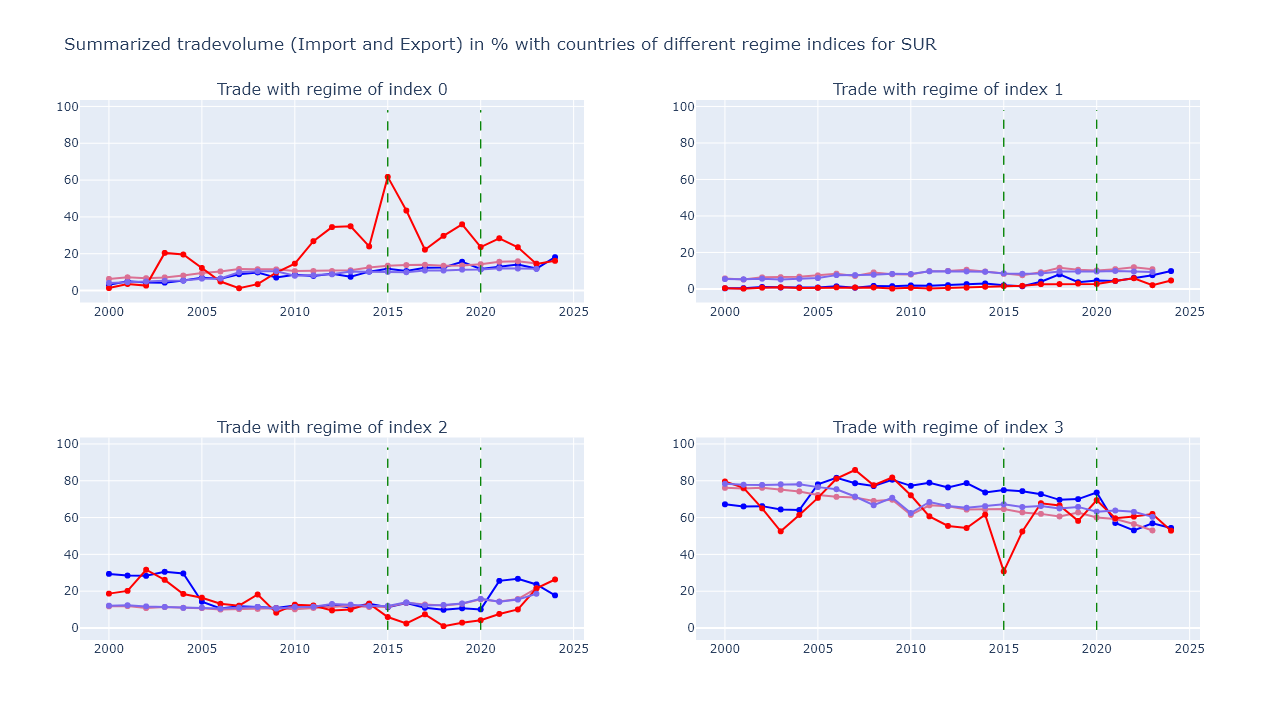 Summarized tradevolume (Import and Export) in % with countries of different regime indices for SUR
Trade with regime of index 0
Trade with regime of index 1
100
80
60
40
20
0
2000 2005 2010 2015 2020 2025
100
80
60
40
20
0
2000 2005 2010 2015 2020 2025
Trade with regime of index 2
Trade with regime of index 3
100
80
60
40
20
0
2000 2005 2010 2015 2020 2025
100
80
60
40
20
0
2000 2005 2010 2015 2020 2025